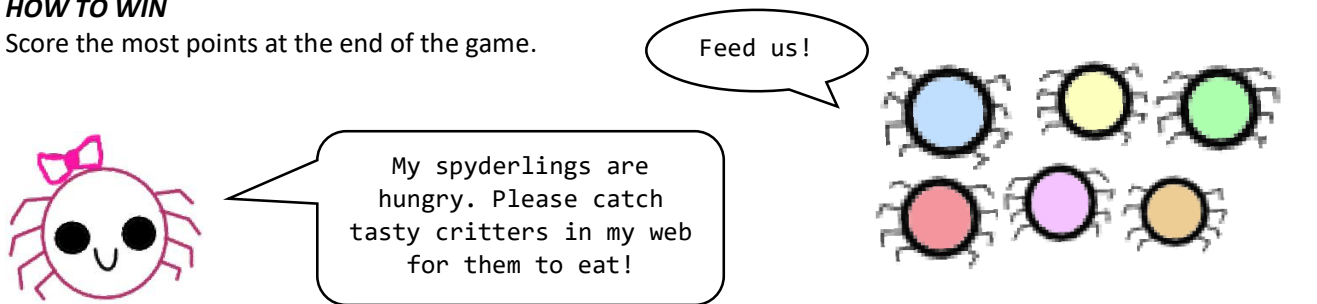 HOW TO WIN
Score the most points at the end of the game.
Feed us!
My spyderlings are
hungry. Please catch
tasty critters in my web
for them to eat!